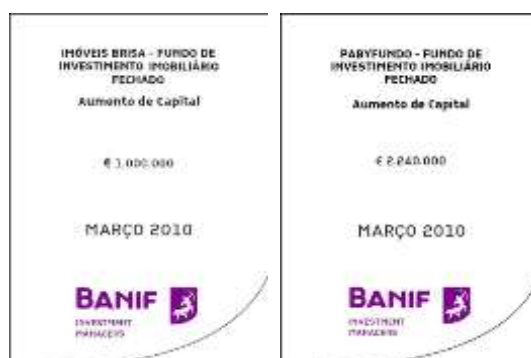 IMÓVEIS BRISA - FUNDO DE
INVESTIMENTO IMOBILIÁRIO
FECHADO
Aumento de Capital
€ 1.000.000
MARÇO 2010
BANIF
INVESTMENT
MANAGERS
PABYFUNDO - FUNDO DE
INVESTIMENTO IMOBILIÁRIO
FECHADO
Aumento de Capital
€ 2.240.000
MARÇO 2010
BANIF
INVESTMENT
MANAGERS